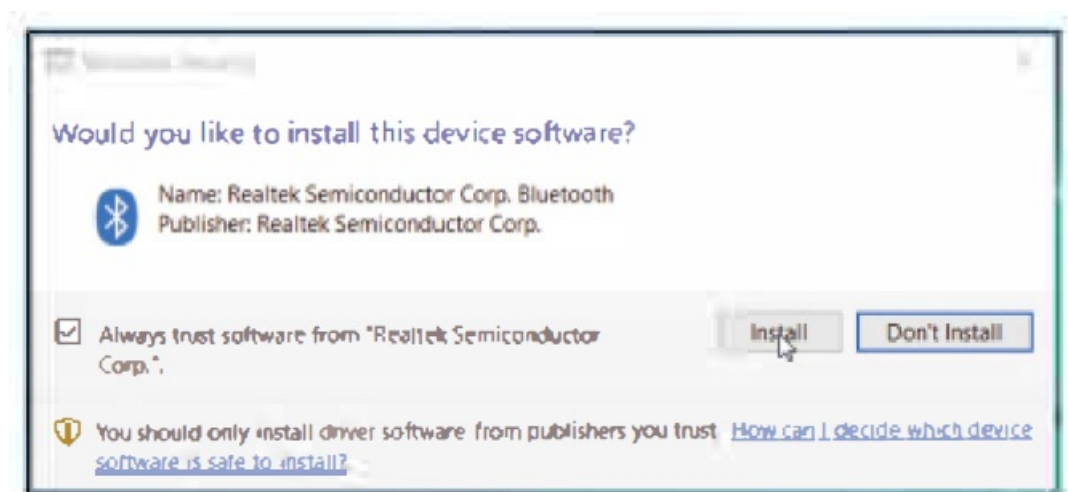 Would you like to install this device software?
Name: Realtek Semiconductor Corp. Bluetooth
Publisher: Realtek Semiconductor Corp.
Always trust software from "Realtek Semiconductor
Corp.".
Install
Don't Install
You should only install driver software from publishers you trust. How can I decide which device
software is safe to install?